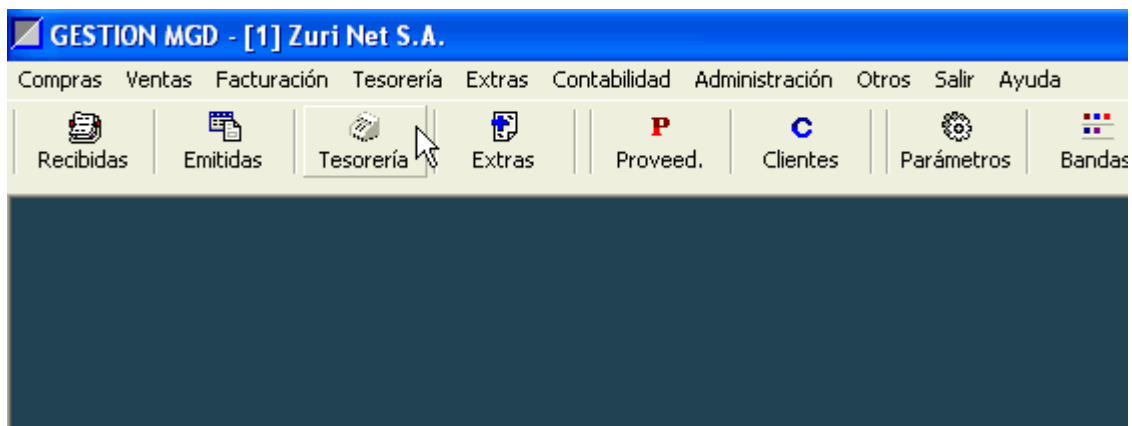 GESTION MGD - [1] Zuri Net S.A.
Compras Ventas Facturación Tesorería Extras Contabilidad Administración Otros Salir Ayuda
P C
Recibidas Emitidas Tesorería Extras Proveed. Clientes Parámetros Bandas